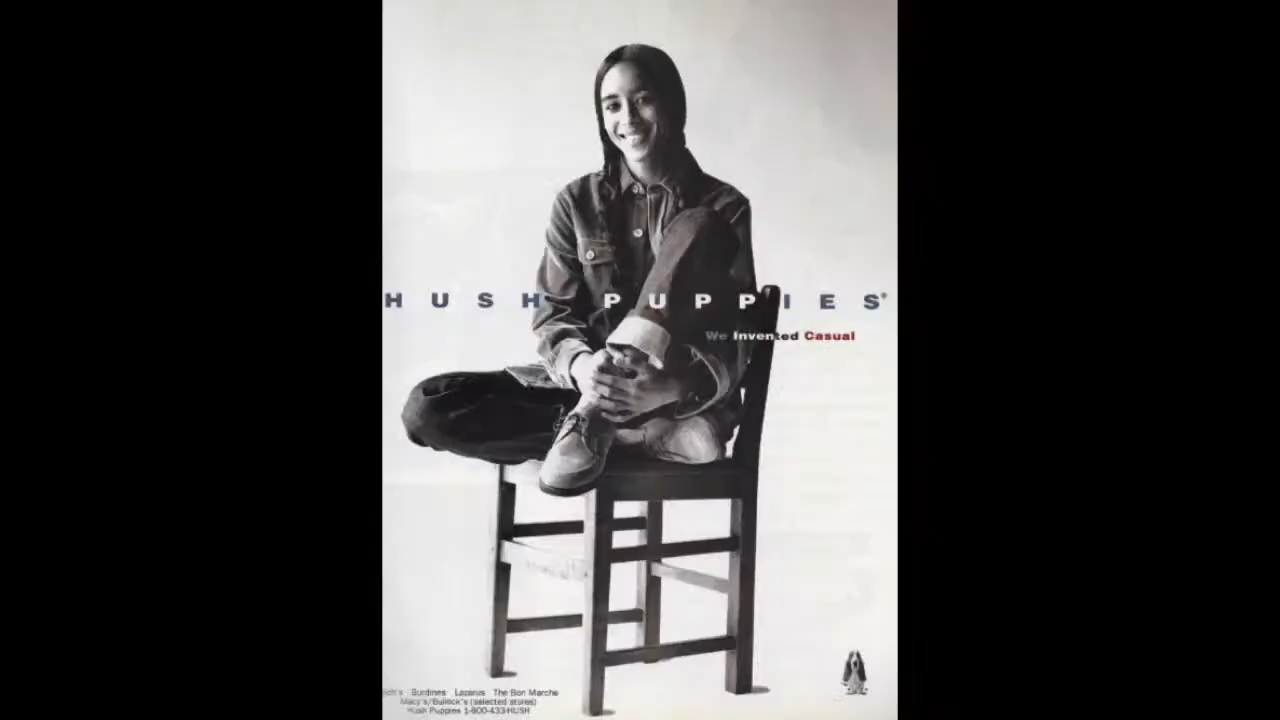 HUSH PUPPIES®
We Invented Casual
Burdines Lazarus The Bon Marche
Macy's/Bullock's (selected stores)
Hush Puppies 1-800-433-HUSH